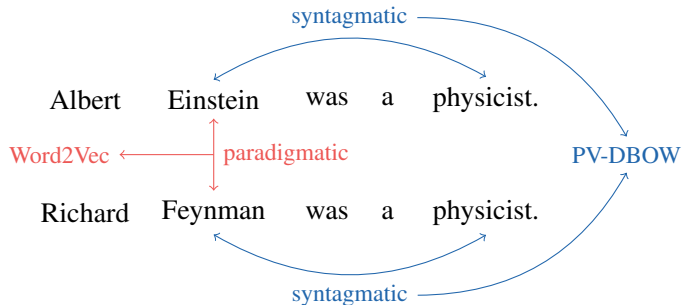 syntagmatic
Albert Einstein was a physicist.
Word2Vec paradigmatic PV-DBOW
Richard Feynman was a physicist.
syntagmatic